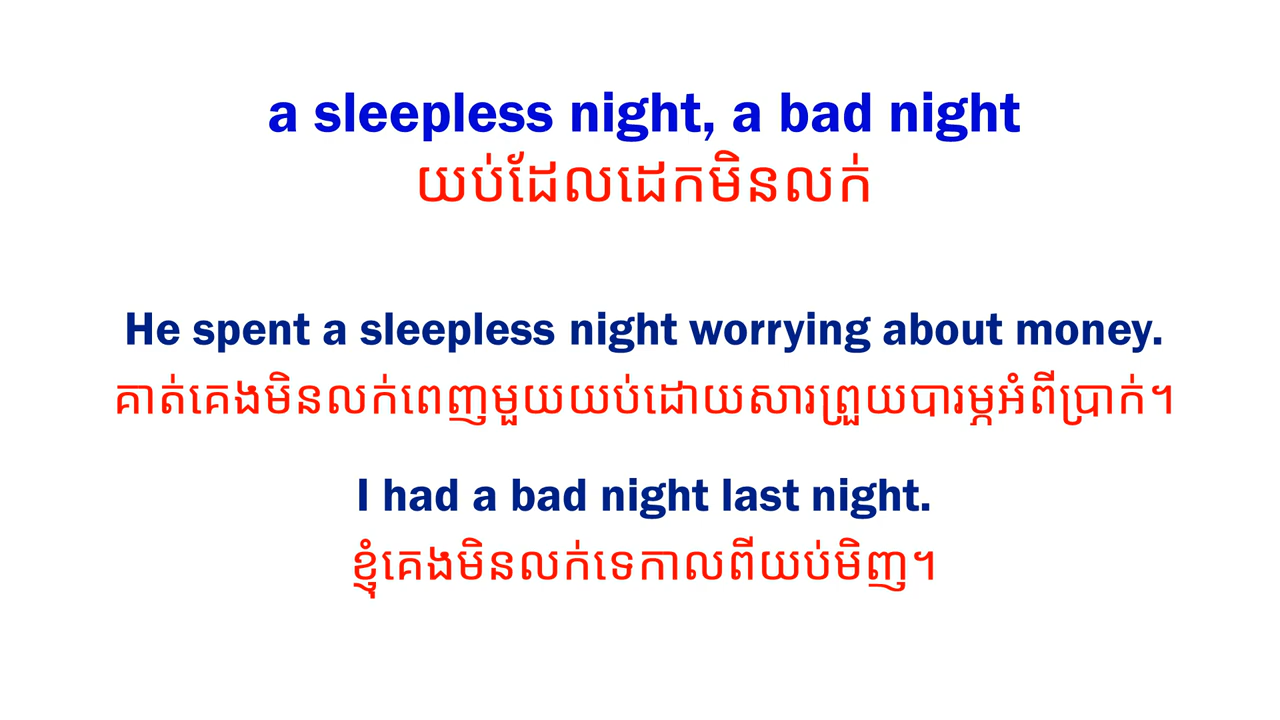 a sleepless night, a bad night
យប់ដែលដេកមិនលក់
He spent a sleepless night worrying about money.
គាត់គេងមិនលក់ពេញមួយយប់ដោយសារព្រួយបារម្ភអំពីប្រាក់។
I had a bad night last night.
ខ្ញុំគេងមិនលក់ទេកាលពីយប់មិញ។